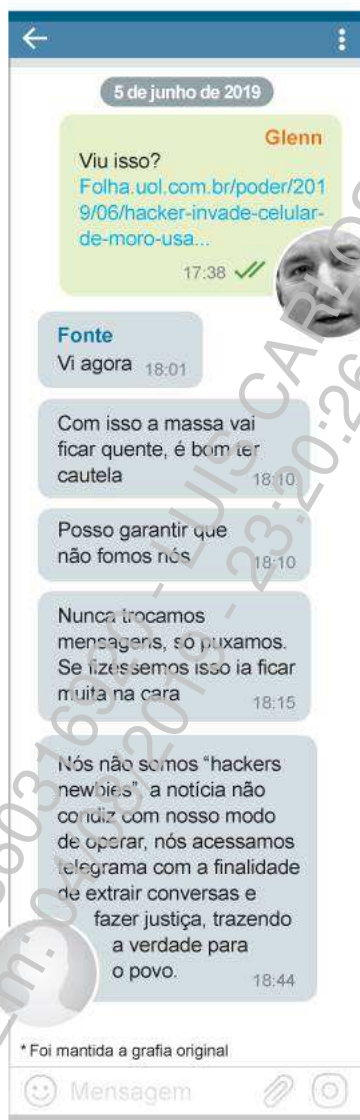 5 de junho de 2019
Glenn
Viu isso?
Folha.uol.com.br/poder/201
9/06/hacker-invade-celular-
de-moro-usa...
17:38
Fonte
Vi agora 18:01
Com isso a massa vai
ficar quente, é bom ter
cautela 18:10
Posso garantir que
não fomos nós 18:10
Nunca trocamos
mensagens, só puxamos.
Se fizéssemos isso ia ficar
muita na cara 18:15
Nós não somos “hackers
newbies”, a notícia não
condiz com nosso modo
de operar, nós acessamos
telegrama com a finalidade
de extrair conversas e
fazer justiça, trazendo
a verdade para
o povo. 18:44
* Foi mantida a grafia original
Mensagem